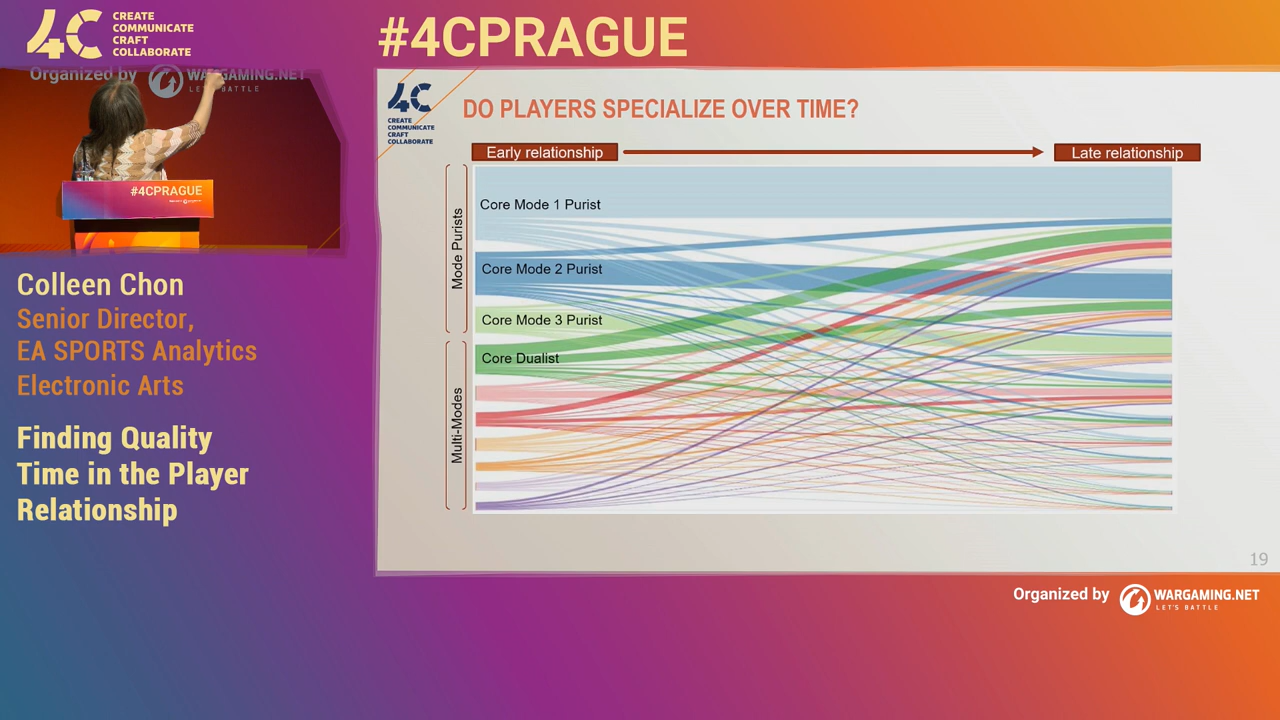 4C
CREATE
COMMUNICATE
CRAFT
COLLABORATE
#4CPRAGUE
Organized by WARGAMING.NET
LET'S BATTLE
#4CPRAGUE
Colleen Chon
Senior Director,
EA SPORTS Analytics
Electronic Arts
Finding Quality
Time in the Player
Relationship
4C
CREATE
COMMUNICATE
CRAFT
COLLABORATE
DO PLAYERS SPECIALIZE OVER TIME?
Early relationship
Late relationship
Mode Purists
Core Mode 1 Purist
Core Mode 2 Purist
Core Mode 3 Purist
Multi-Modes
Core Dualist
19
Organized by WARGAMING.NET
LET'S BATTLE